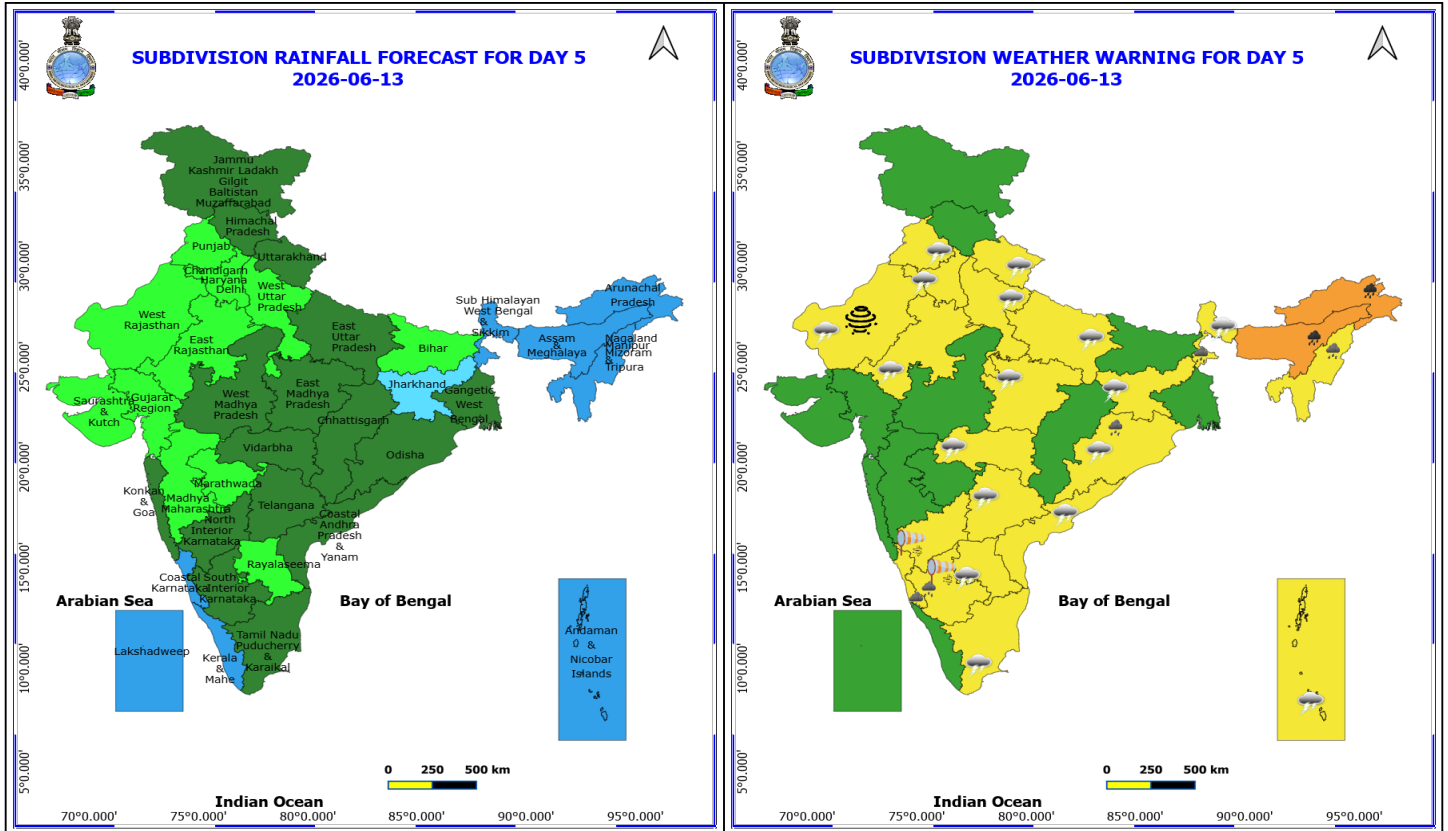 SUBDIVISION RAINFALL FORECAST FOR DAY 5
2026-06-13
40°0.000'
35°0.000'
30°0.000'
25°0.000'
20°0.000'
15°0.000'
10°0.000'
5°0.000'
Jammu
Kashmir Ladakh
Gilgit
Baltistan
Muzaffarabad
Himachal
Pradesh
Punjab
Uttarakhand
Chandigarh
Haryana
Delhi
West
Uttar
Pradesh
West
Rajasthan
East
Rajasthan
East
Uttar
Pradesh
Bihar
Sub Himalayan
West Bengal
&
Sikkim
Arunachal
Pradesh
Assam
&
Meghalaya
Nagaland
Manipur
Mizoram
&
Tripura
Jharkhand
Gangetic
West
Bengal
Saurashtra
&
Kutch
Gujarat
Region
West
Madhya
Pradesh
East
Madhya
Pradesh
Chhattisgarh
Vidarbha
Odisha
Konkan
&
Goa
Madhya
Maharashtra
Marathwada
Telangana
North
Interior
Karnataka
Coastal
Andhra
Pradesh
&
Yanam
Rayalaseema
Coastal
Karnataka
South
Interior
Karnataka
Arabian Sea
Bay of Bengal
Lakshadweep
Kerala
&
Mahe
Tamil Nadu
Puducherry
&
Karaikal
Andaman
&
Nicobar
Islands
0 250 500 km
Indian Ocean
70°0.000' 75°0.000' 80°0.000' 85°0.000' 90°0.000' 95°0.000'
SUBDIVISION WEATHER WARNING FOR DAY 5
2026-06-13
40°0.000'
35°0.000'
30°0.000'
25°0.000'
20°0.000'
15°0.000'
10°0.000'
5°0.000'
Arabian Sea
Bay of Bengal
0 250 500 km
Indian Ocean
70°0.000' 75°0.000' 80°0.000' 85°0.000' 90°0.000' 95°0.000'